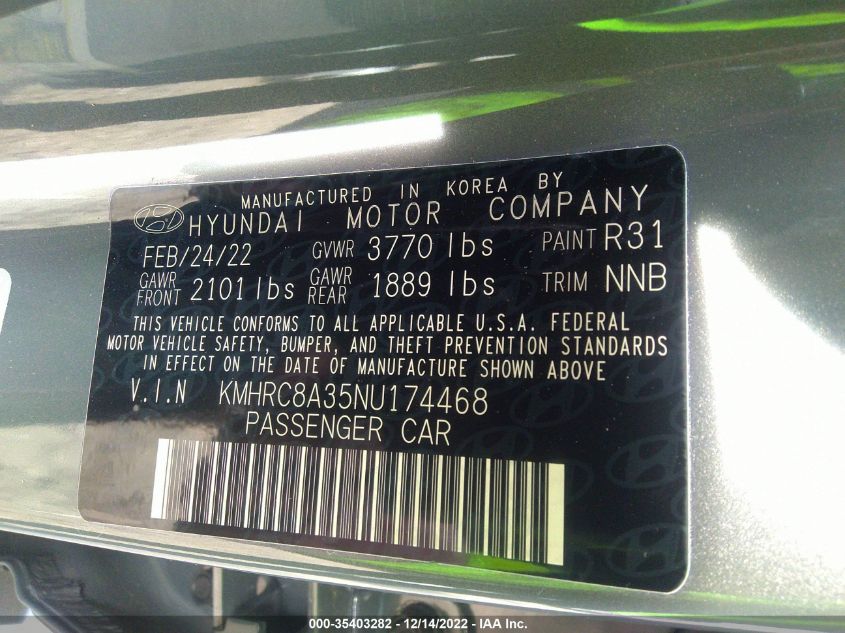 MANUFACTURED IN KOREA BY
HYUNDAI MOTOR COMPANY
FEB/24/22 GVWR 3770 lbs PAINT R31
GAWR FRONT 2101 lbs GAWR REAR 1889 lbs TRIM NNB
THIS VEHICLE CONFORMS TO ALL APPLICABLE U.S.A. FEDERAL
MOTOR VEHICLE SAFETY, BUMPER, AND THEFT PREVENTION STANDARDS
IN EFFECT ON THE DATE OF MANUFACTURE SHOWN ABOVE
V.I.N KMHRC8A35NU174468
PASSENGER CAR
000-35403282 - 12/14/2022 - IAA Inc.